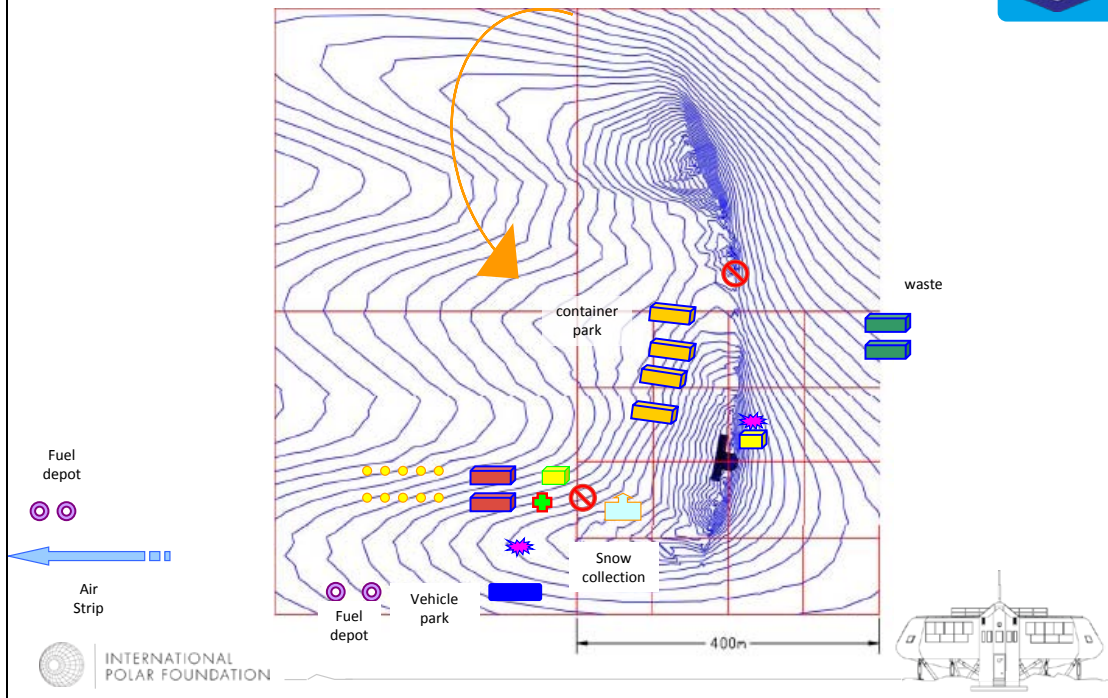 waste
container
park
Fuel
depot
Air
Strip
Snow
collection
Vehicle
park
Fuel
depot
400m
INTERNATIONAL
POLAR FOUNDATION